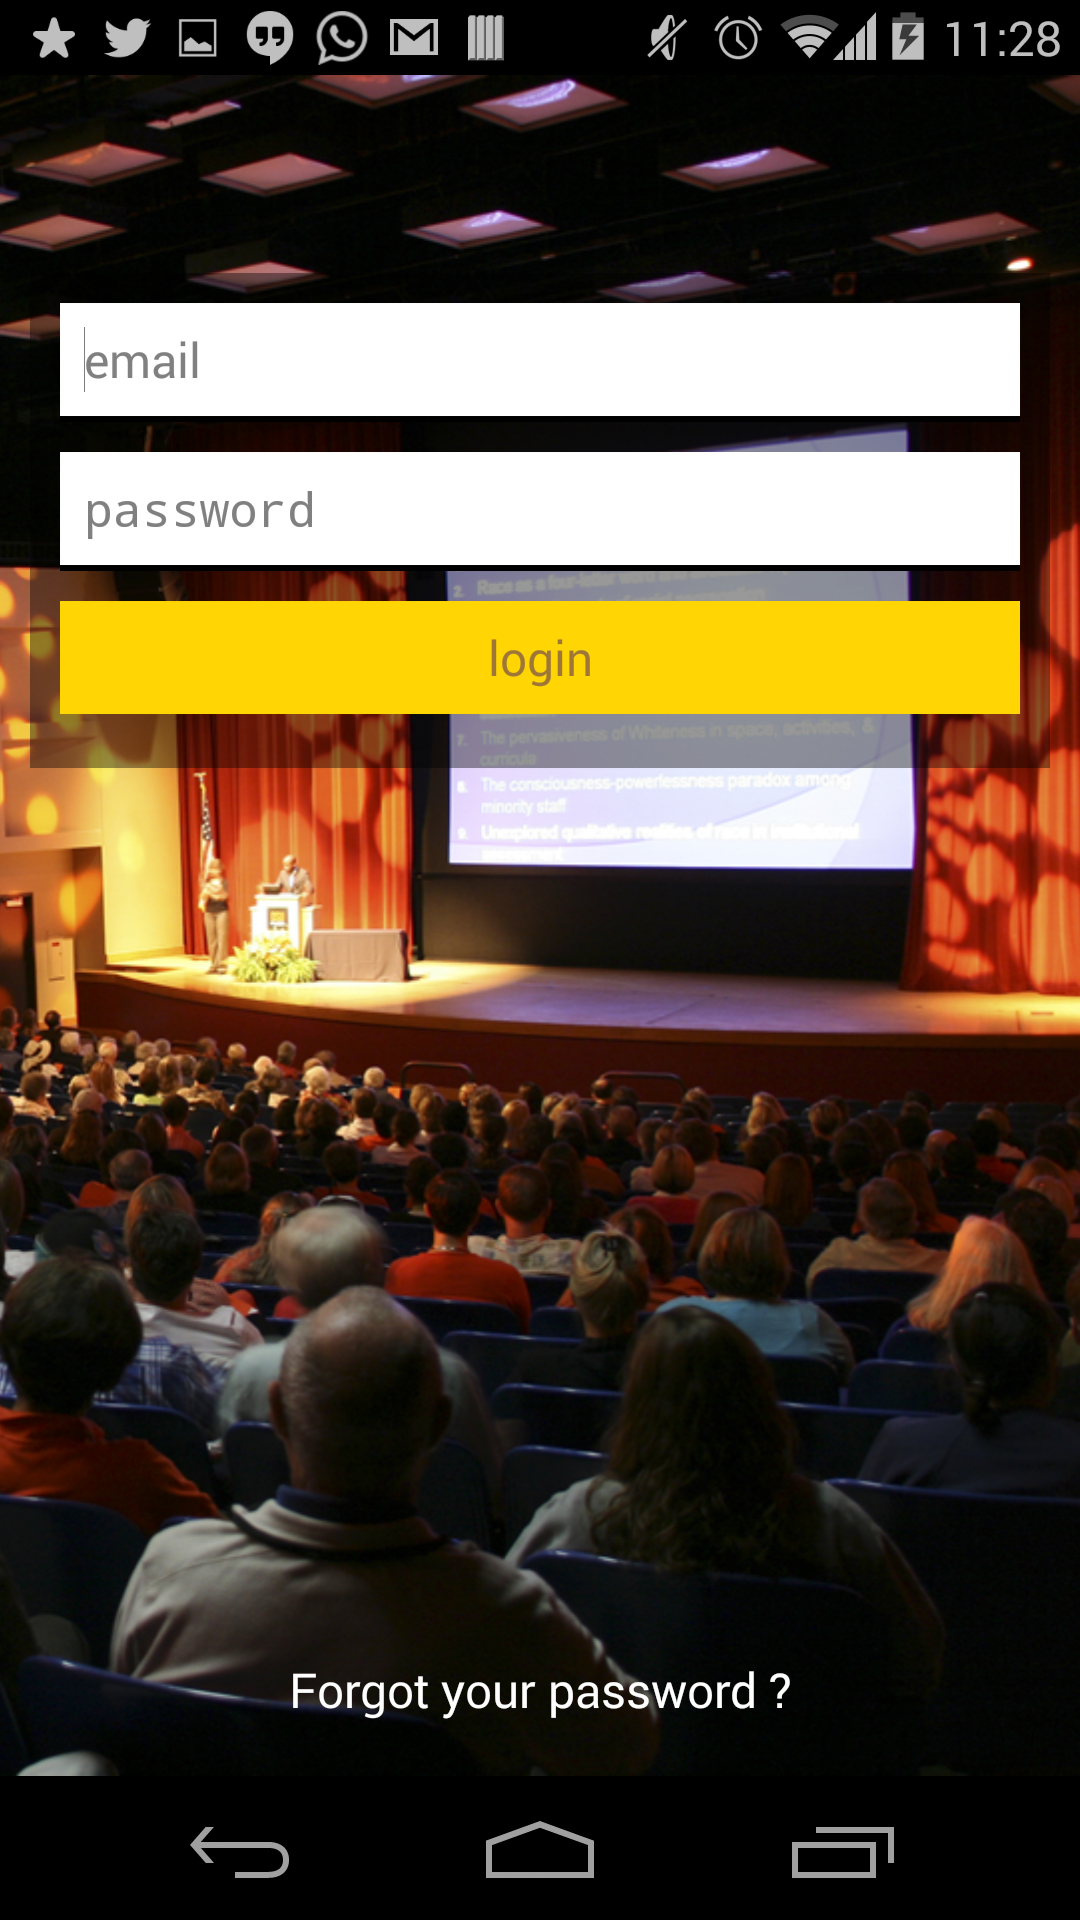 11:28
email
password
2. Race as a four-letter word and
login
7. The pervasiveness of Whiteness in space, activities, &
curricula
8. The consciousness-powerlessness paradox among
minority staff
9. Unexplored qualitative realities of race in institutional
assessment
Forgot your password ?